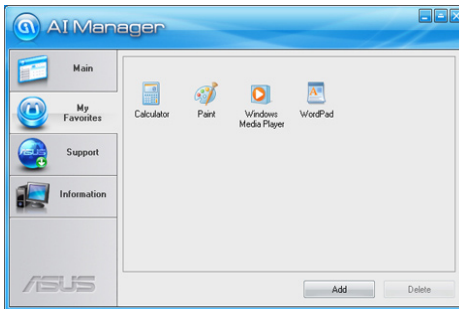 AI Manager
Main
My
Favorites
Support
Information
Calculator
Paint
Windows
Media Player
WordPad
Add
Delete
ASUS